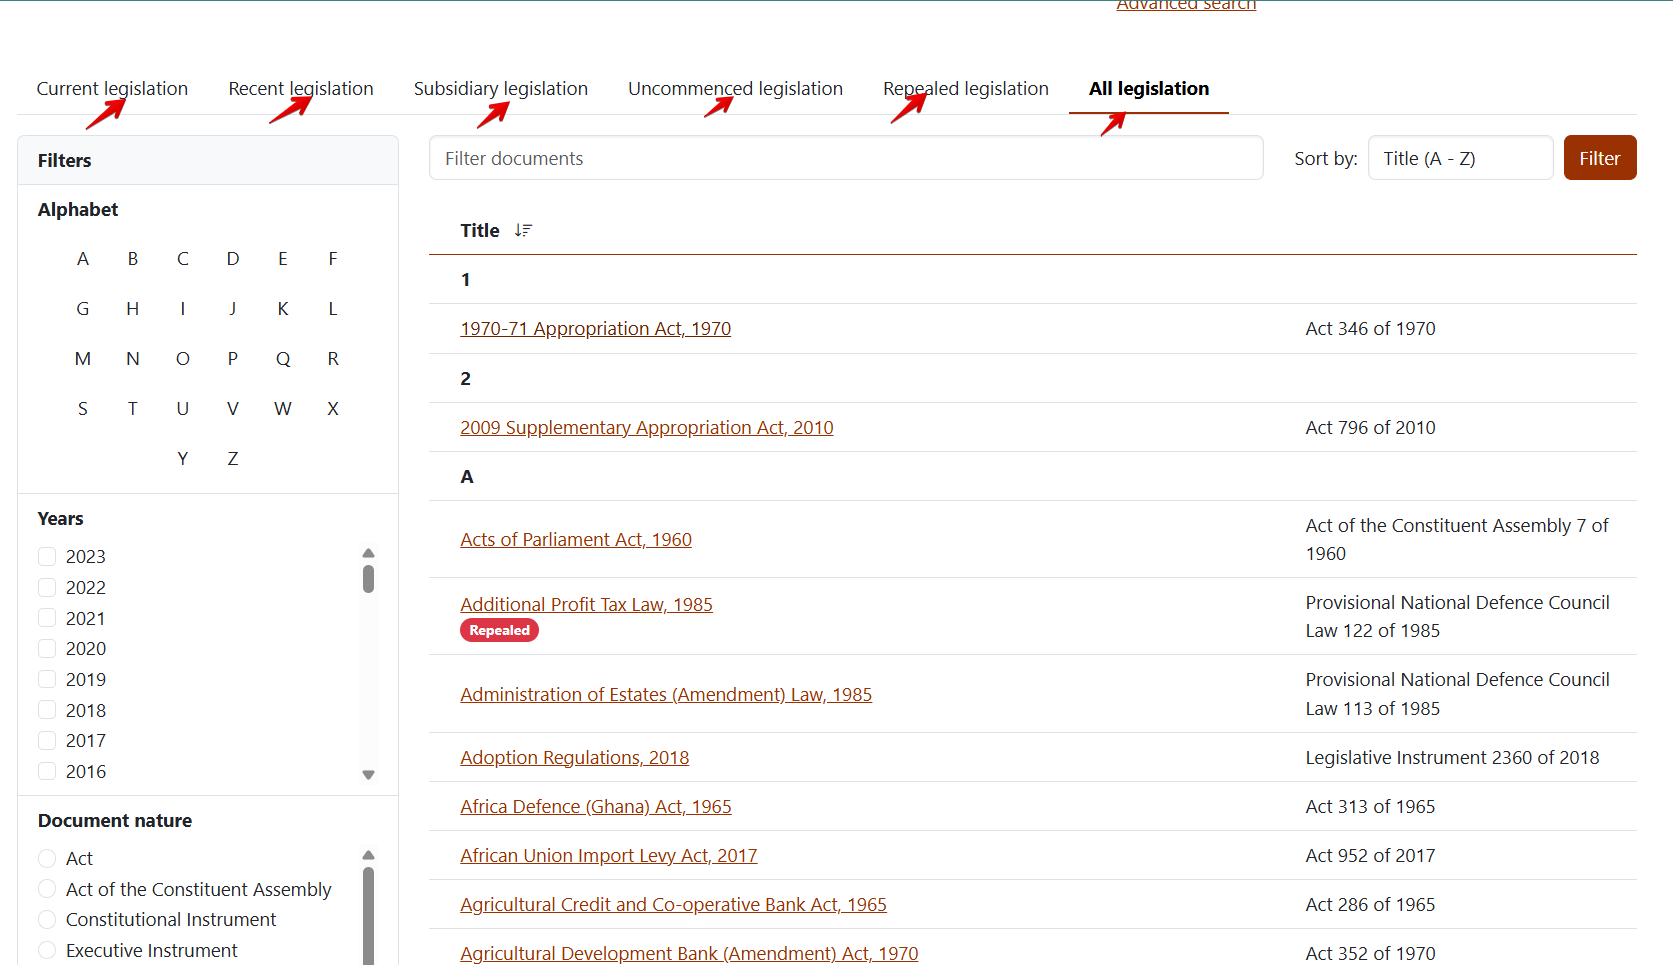 Advanced search
Current legislation
Recent legislation
Subsidiary legislation
Uncommenced legislation
Repealed legislation
All legislation
Filters
Alphabet
A B C D E F
G H I J K L
M N O P Q R
S T U V W X
Y Z
Years
2023
2022
2021
2020
2019
2018
2017
2016
Document nature
Act
Act of the Constituent Assembly
Constitutional Instrument
Executive Instrument
Filter documents
Sort by: Title (A - Z) Filter
Title
1
1970-71 Appropriation Act, 1970 Act 346 of 1970
2
2009 Supplementary Appropriation Act, 2010 Act 796 of 2010
A
Acts of Parliament Act, 1960
Act of the Constituent Assembly 7 of
1960
Additional Profit Tax Law, 1985
Repealed
Provisional National Defence Council
Law 122 of 1985
Administration of Estates (Amendment) Law, 1985
Provisional National Defence Council
Law 113 of 1985
Adoption Regulations, 2018 Legislative Instrument 2360 of 2018
Africa Defence (Ghana) Act, 1965 Act 313 of 1965
African Union Import Levy Act, 2017 Act 952 of 2017
Agricultural Credit and Co-operative Bank Act, 1965 Act 286 of 1965
Agricultural Development Bank (Amendment) Act, 1970 Act 352 of 1970